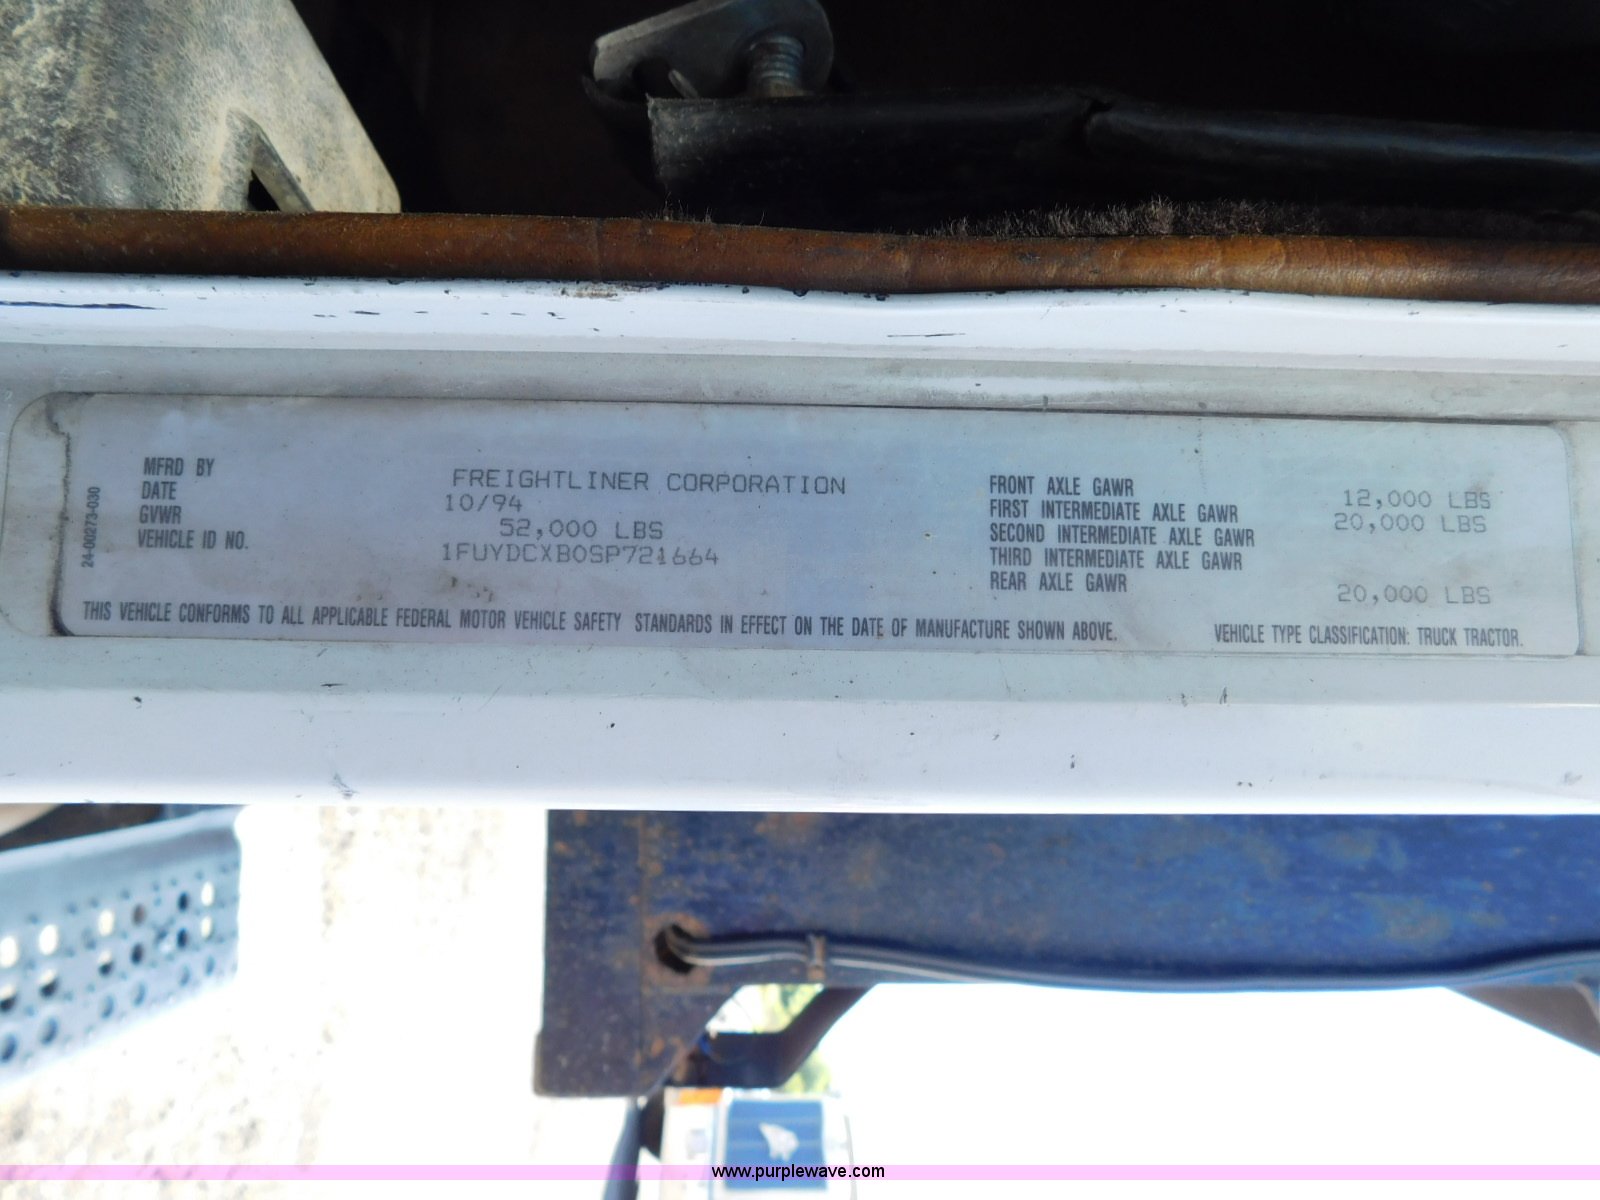 MFRD BY FREIGHTLINER CORPORATION
DATE 10/94
GVWR 52,000 LBS
VEHICLE ID NO. 1FUYDCXB0SP721664
24-00273-030
FRONT AXLE GAWR 12,000 LBS
FIRST INTERMEDIATE AXLE GAWR 20,000 LBS
SECOND INTERMEDIATE AXLE GAWR
THIRD INTERMEDIATE AXLE GAWR
REAR AXLE GAWR 20,000 LBS
THIS VEHICLE CONFORMS TO ALL APPLICABLE FEDERAL MOTOR VEHICLE SAFETY STANDARDS IN EFFECT ON THE DATE OF MANUFACTURE SHOWN ABOVE.
VEHICLE TYPE CLASSIFICATION: TRUCK TRACTOR.
www.purplewave.com